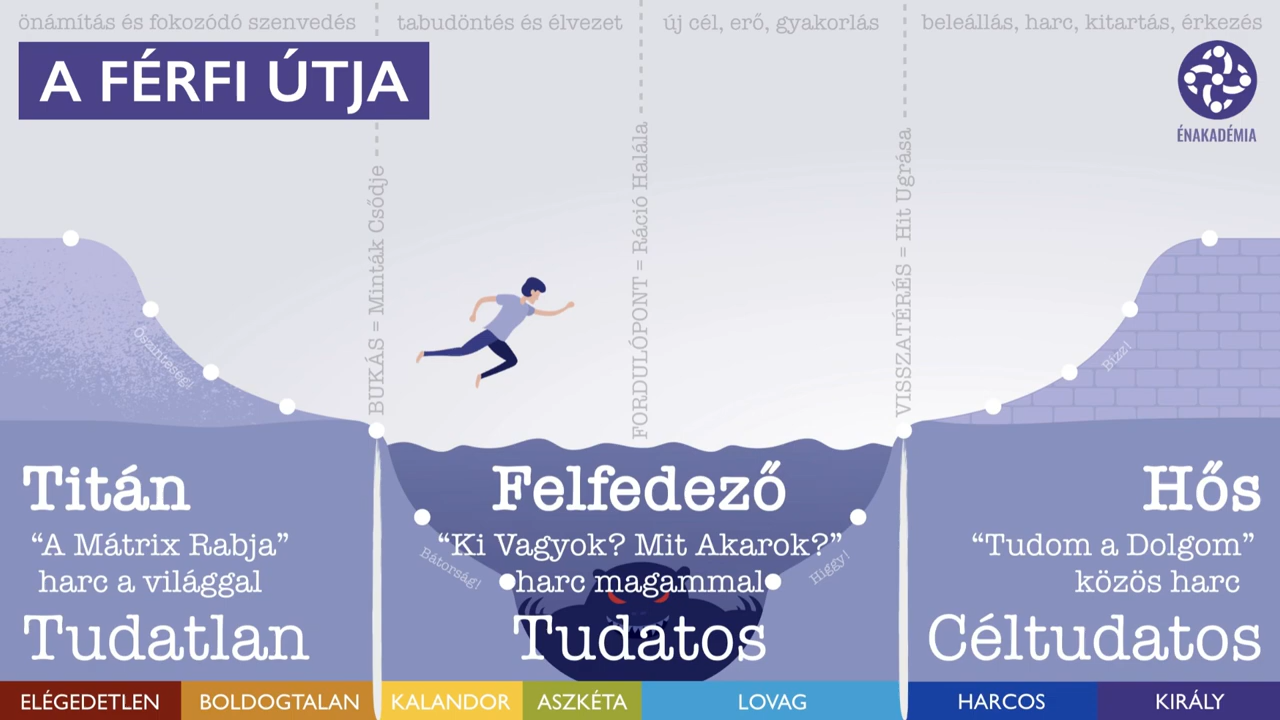 önámítás és fokozódó szenvedés
tabudöntés és élvezet
új cél, erő, gyakorlás
beleállás, harc, kitartás, érkezés
A FÉRFI ÚTJA
ÉNAKADÉMIA
BUKÁS = Minták Csődje
FORDULÓPONT = Ráció Halála
VISSZATÉRÉS = Hit Ugrása
Őszinteség!
Bizz!
Titán
“A Mátrix Rabja”
harc a világgal
Tudatlan
Felfedező
“Ki Vagyok? Mit Akarok?”
Bátorság!
Higgy!
harc magammal
Tudatos
Hős
“Tudom a Dolgom”
közös harc
Céltudatos
ELÉGEDETLEN
BOLDOGTALAN
KALANDOR
ASZKÉTA
LOVAG
HARCOS
KIRÁLY